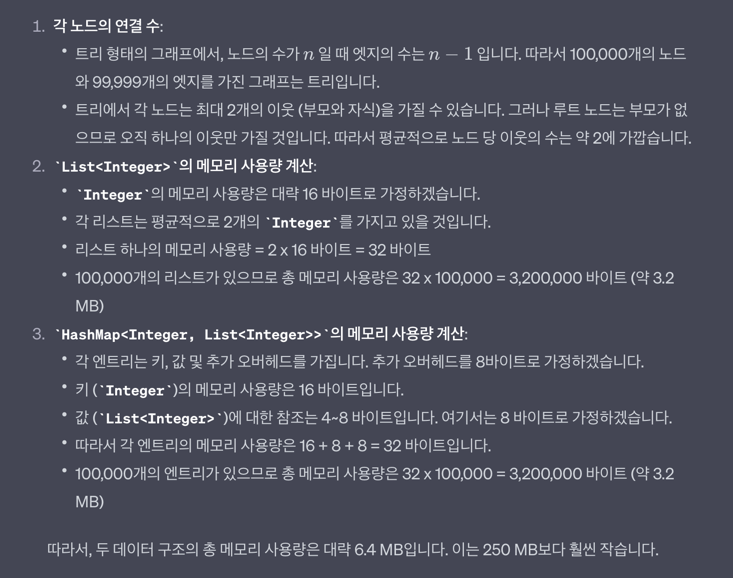 1. 각 노드의 연결 수:
• 트리 형태의 그래프에서, 노드의 수가 n 일 때 엣지의 수는 n − 1 입니다. 따라서 100,000개의 노드
와 99,999개의 엣지를 가진 그래프는 트리입니다.
• 트리에서 각 노드는 최대 2개의 이웃 (부모와 자식)을 가질 수 있습니다. 그러나 루트 노드는 부모가 없
으므로 오직 하나의 이웃만 가질 것입니다. 따라서 평균적으로 노드 당 이웃의 수는 약 2에 가깝습니다.
2. `List<Integer>`의 메모리 사용량 계산:
• `Integer`의 메모리 사용량은 대략 16 바이트로 가정하겠습니다.
• 각 리스트는 평균적으로 2개의 `Integer`를 가지고 있을 것입니다.
• 리스트 하나의 메모리 사용량 = 2 x 16 바이트 = 32 바이트
• 100,000개의 리스트가 있으므로 총 메모리 사용량은 32 x 100,000 = 3,200,000 바이트 (약 3.2
MB)
3. `HashMap<Integer, List<Integer>>`의 메모리 사용량 계산:
• 각 엔트리는 키, 값 및 추가 오버헤드를 가집니다. 추가 오버헤드를 8바이트로 가정하겠습니다.
• 키 (`Integer`)의 메모리 사용량은 16 바이트입니다.
• 값 (`List<Integer>`)에 대한 참조는 4~8 바이트입니다. 여기서는 8 바이트로 가정하겠습니다.
• 따라서 각 엔트리의 메모리 사용량은 16 + 8 + 8 = 32 바이트입니다.
• 100,000개의 엔트리가 있으므로 총 메모리 사용량은 32 x 100,000 = 3,200,000 바이트 (약 3.2
MB)
따라서, 두 데이터 구조의 총 메모리 사용량은 대략 6.4 MB입니다. 이는 250 MB보다 훨씬 작습니다.